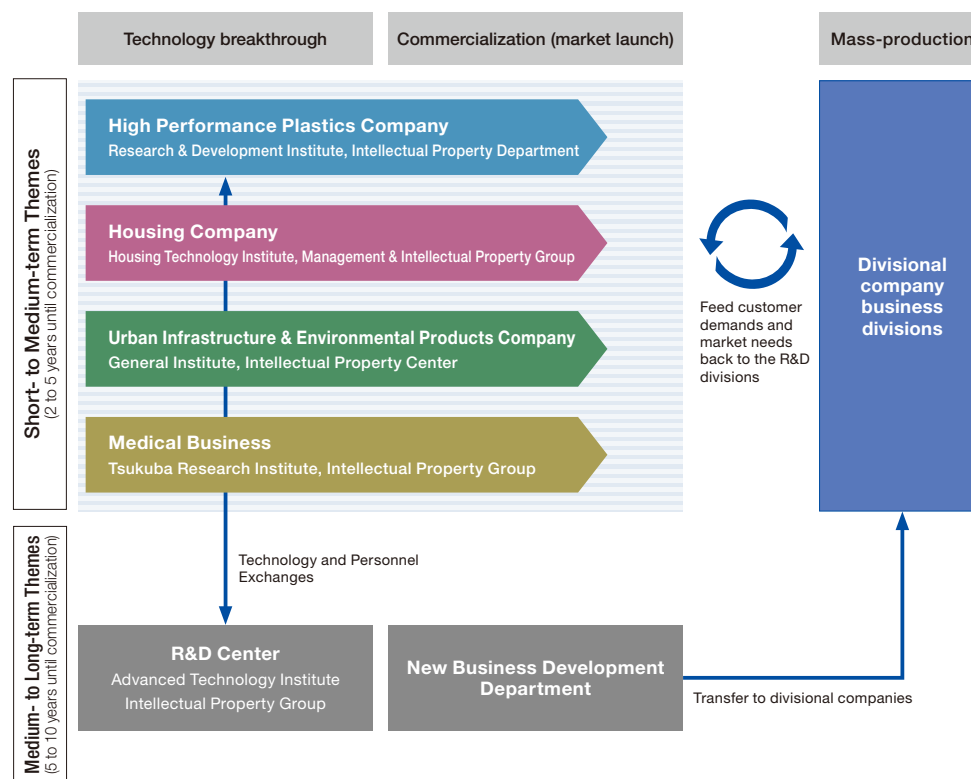 Technology breakthrough
Commercialization (market launch)
Mass-production
Short- to Medium-term Themes
(2 to 5 years until commercialization)
High Performance Plastics Company
Research & Development Institute, Intellectual Property Department
Housing Company
Housing Technology Institute, Management & Intellectual Property Group
Urban Infrastructure & Environmental Products Company
General Institute, Intellectual Property Center
Medical Business
Tsukuba Research Institute, Intellectual Property Group
Feed customer
demands and
market needs
back to the R&D
divisions
Divisional
company
business
divisions
Medium- to Long-term Themes
(5 to 10 years until commercialization)
Technology and Personnel
Exchanges
R&D Center
Advanced Technology Institute
Intellectual Property Group
New Business Development
Department
Transfer to divisional companies